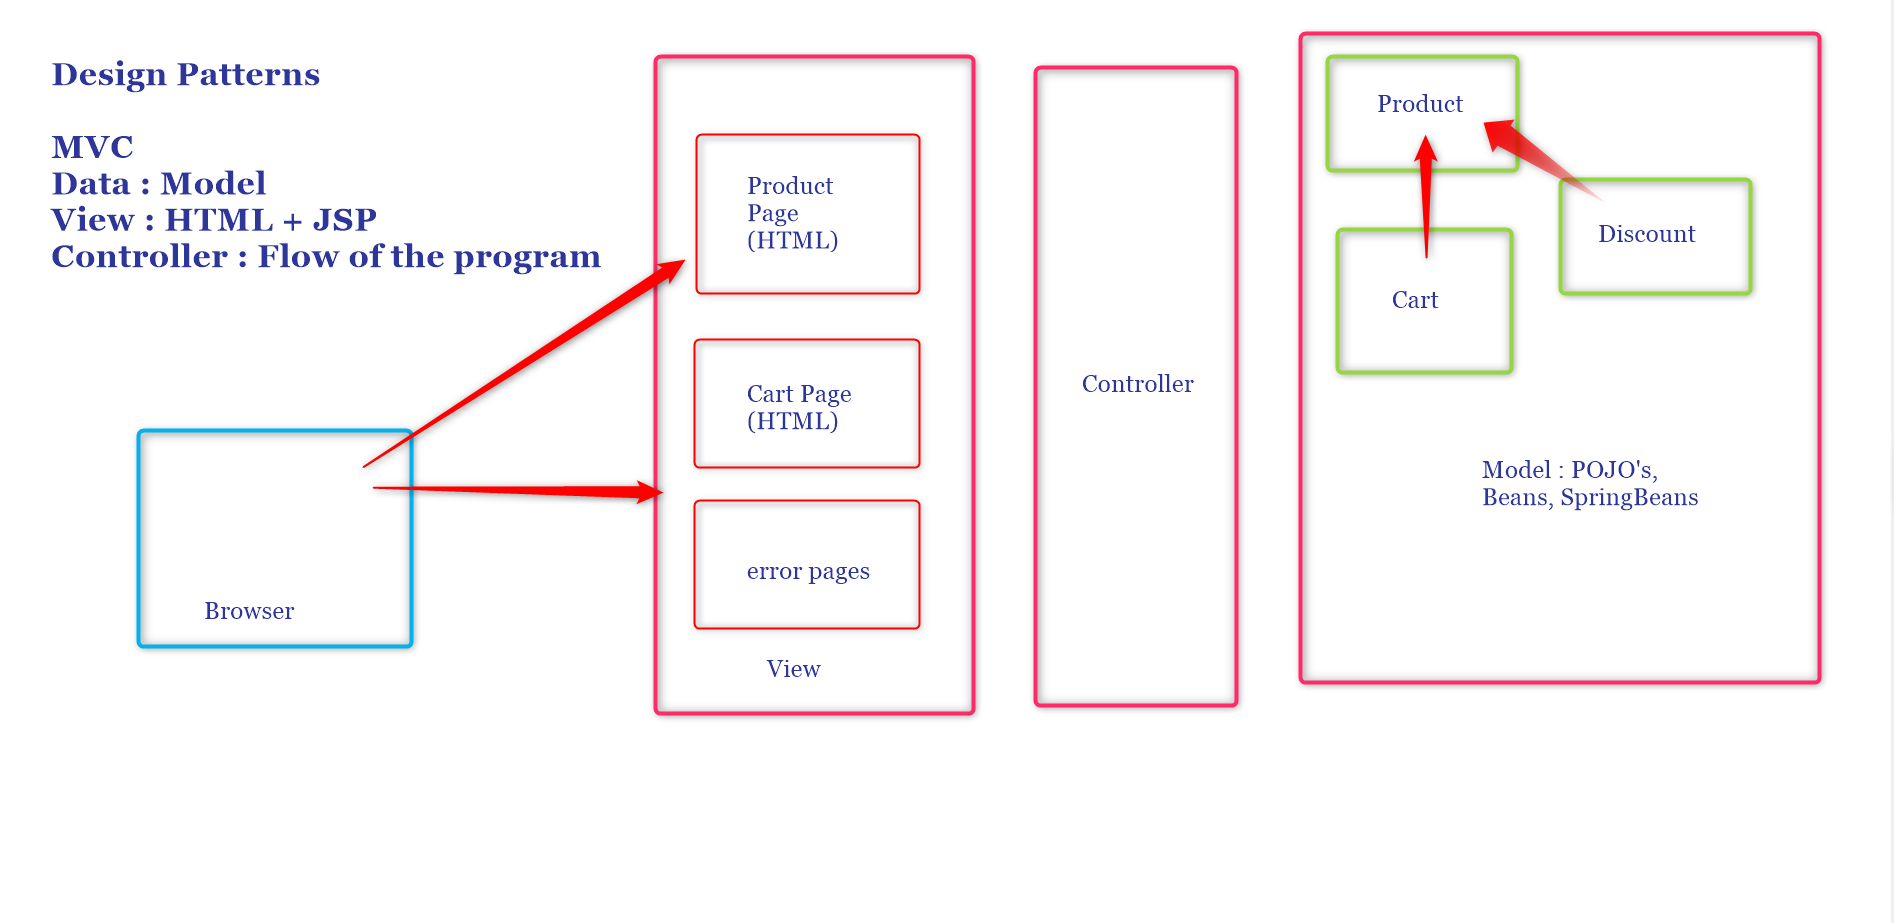 Design Patterns
MVC
Data : Model
View : HTML + JSP
Controller : Flow of the program
Browser
Product
Page
(HTML)
Cart Page
(HTML)
error pages
View
Controller
Product
Discount
Cart
Model : POJO's,
Beans, SpringBeans